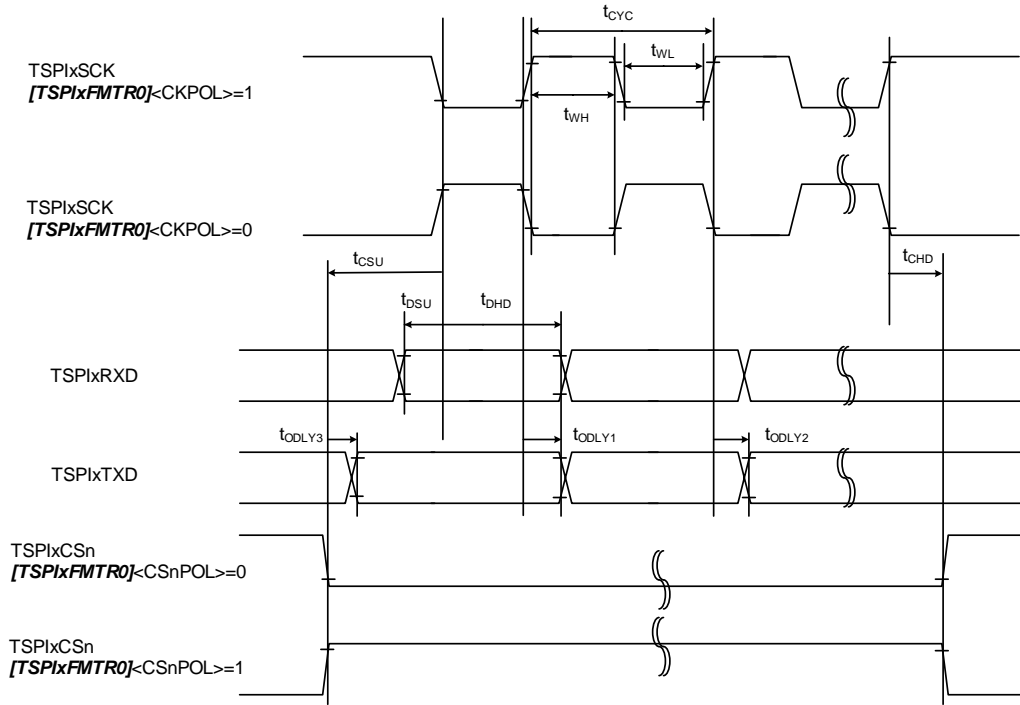 tCYC
tWL
TSPIxSCK
[TSPIxFMTR0]<CKPOL>=1
tWH
TSPIxSCK
[TSPIxFMTR0]<CKPOL>=0
tCSU
tCHD
tDSU
tDHD
TSPIxRXD
tODLY3
tODLY1
tODLY2
TSPIxTXD
TSPIxCSn
[TSPIxFMTR0]<CSnPOL>=0
TSPIxCSn
[TSPIxFMTR0]<CSnPOL>=1